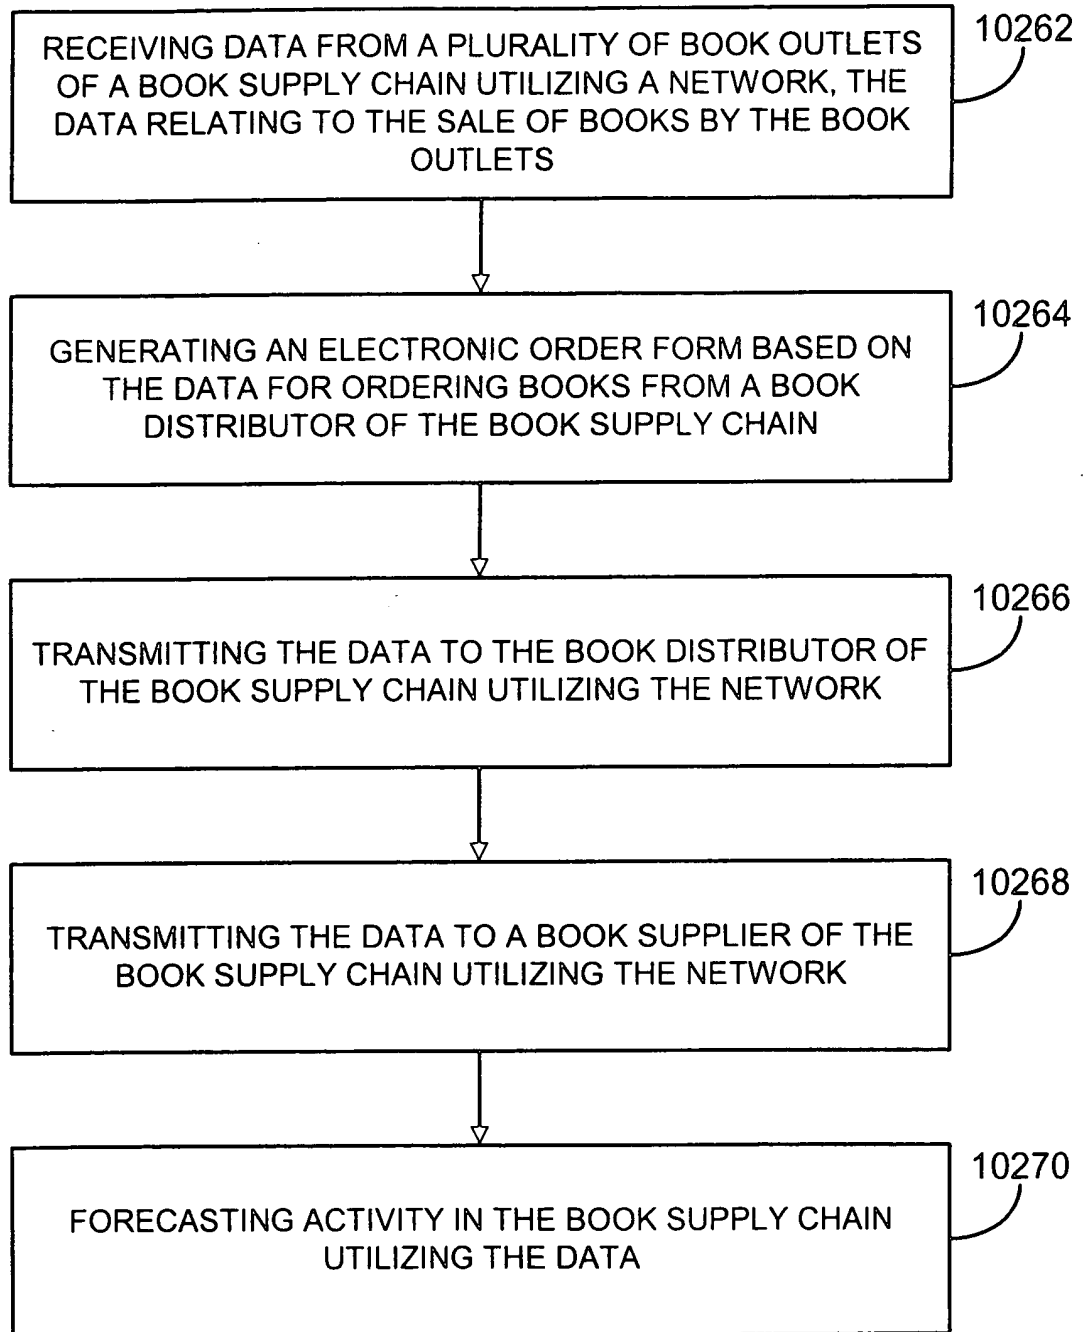 10262
RECEIVING DATA FROM A PLURALITY OF BOOK OUTLETS
OF A BOOK SUPPLY CHAIN UTILIZING A NETWORK, THE
DATA RELATING TO THE SALE OF BOOKS BY THE BOOK
OUTLETS
10264
GENERATING AN ELECTRONIC ORDER FORM BASED ON
THE DATA FOR ORDERING BOOKS FROM A BOOK
DISTRIBUTOR OF THE BOOK SUPPLY CHAIN
10266
TRANSMITTING THE DATA TO THE BOOK DISTRIBUTOR OF
THE BOOK SUPPLY CHAIN UTILIZING THE NETWORK
10268
TRANSMITTING THE DATA TO A BOOK SUPPLIER OF THE
BOOK SUPPLY CHAIN UTILIZING THE NETWORK
10270
FORECASTING ACTIVITY IN THE BOOK SUPPLY CHAIN
UTILIZING THE DATA